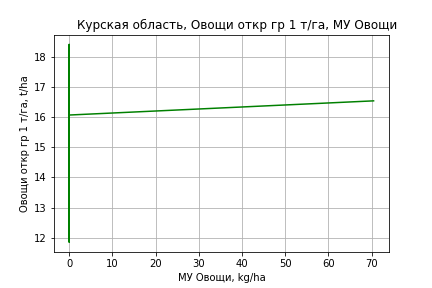 Курская область, Овощи откр гр 1 т/га, МУ Овощи
Овощи откр гр 1 т/га, t/ha
18
17
16
15
14
13
12
0 10 20 30 40 50 60 70
МУ Овощи, kg/ha